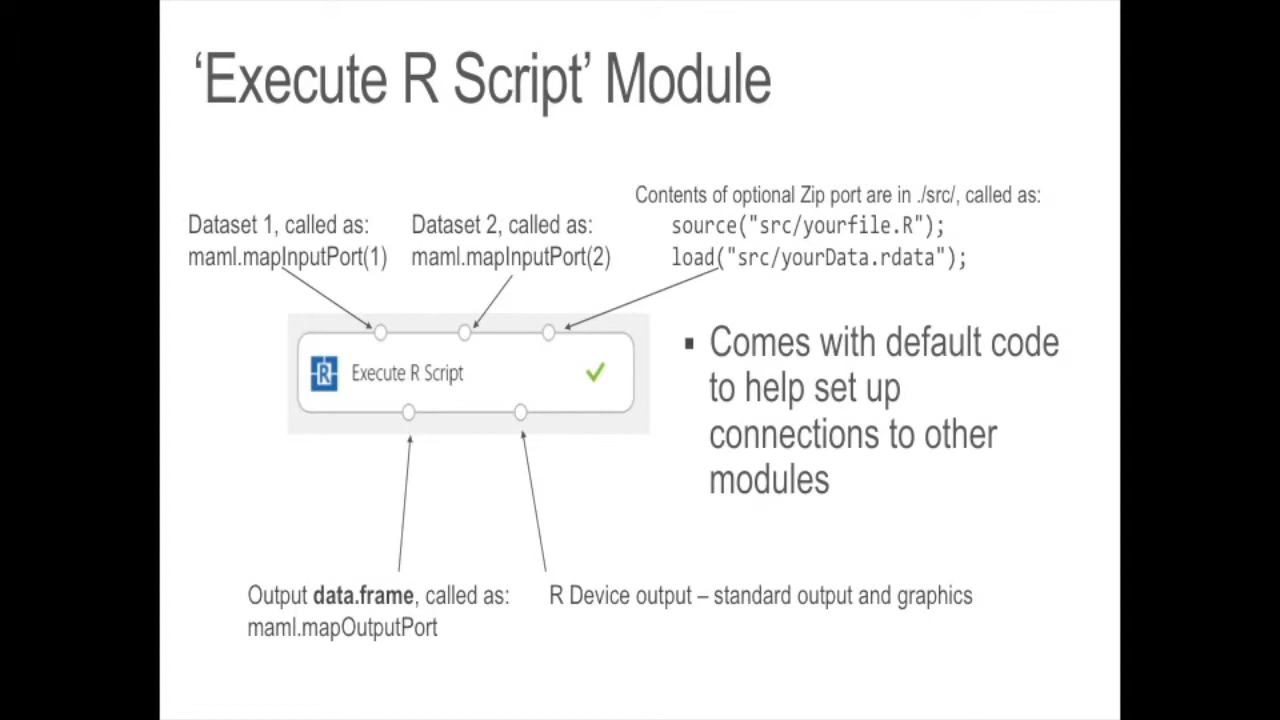 ‘Execute R Script’ Module
Contents of optional Zip port are in ./src/, called as:
source("src/yourfile.R");
load("src/yourData.rdata");
Dataset 1, called as:
maml.mapInputPort(1)
Dataset 2, called as:
maml.mapInputPort(2)
R
Execute R Script
▪ Comes with default code
to help set up
connections to other
modules
Output data.frame, called as:
maml.mapOutputPort
R Device output – standard output and graphics